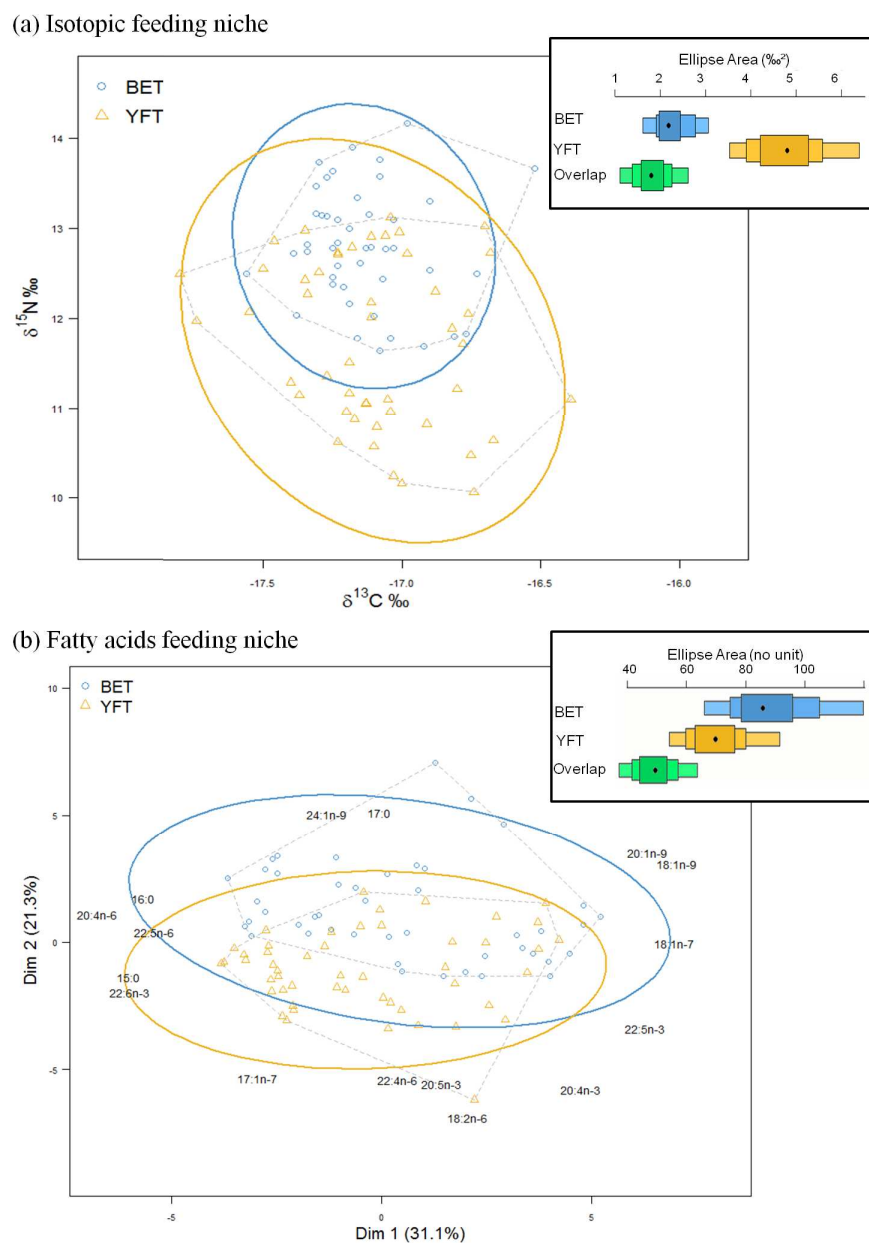 (a) Isotopic feeding niche
BET
YFT
Ellipse Area (‰²)
1 2 3 4 5 6
BET
YFT
Overlap
14
13
12
11
10
δ15N ‰
-17.5 -17.0 -16.5 -16.0
δ13C ‰
(b) Fatty acids feeding niche
BET
YFT
Ellipse Area (no unit)
40 60 80 100
BET
YFT
Overlap
10
5
0
-5
Dim 2 (21.3%)
24:1n-9
17:0
20:1n-9
18:1n-9
16:0
20:4n-6
22:5n-6
18:1n-7
15:0
22:6n-3
22:5n-3
17:1n-7
22:4n-6
20:5n-3
20:4n-3
18:2n-6
-5 0 5
Dim 1 (31.1%)